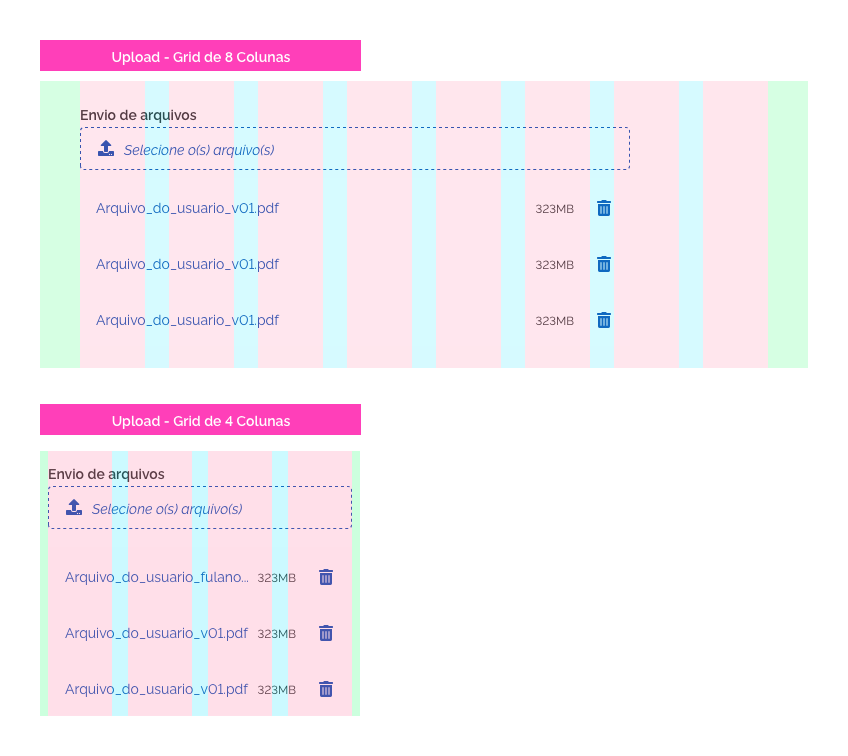 Upload - Grid de 8 Colunas
Envio de arquivos
Selecione o(s) arquivo(s)
Arquivo_do_usuario_v01.pdf 323MB
Arquivo_do_usuario_v01.pdf 323MB
Arquivo_do_usuario_v01.pdf 323MB
Upload - Grid de 4 Colunas
Envio de arquivos
Selecione o(s) arquivo(s)
Arquivo_do_usuario_fulano... 323MB
Arquivo_do_usuario_v01.pdf 323MB
Arquivo_do_usuario_v01.pdf 323MB